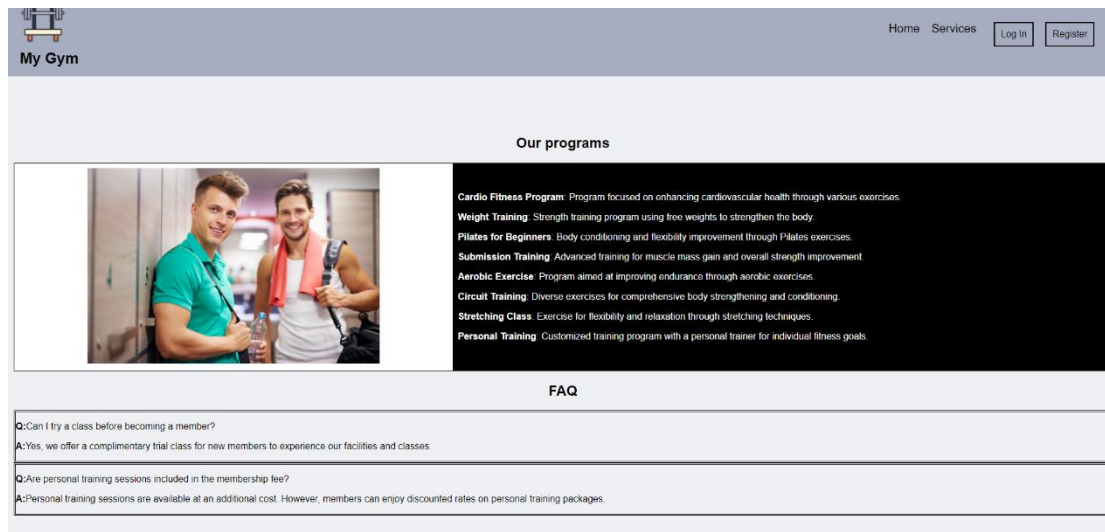 Home Services Log In Register
My Gym
Our programs
Cardio Fitness Program: Program focused on enhancing cardiovascular health through various exercises.
Weight Training: Strength training program using free weights to strengthen the body.
Pilates for Beginners: Body conditioning and flexibility improvement through Pilates exercises.
Submission Training: Advanced training for muscle mass gain and overall strength improvement.
Aerobic Exercise: Program aimed at improving endurance through aerobic exercises.
Circuit Training: Diverse exercises for comprehensive body strengthening and conditioning.
Stretching Class: Exercise for flexibility and relaxation through stretching techniques.
Personal Training: Customized training program with a personal trainer for individual fitness goals.
FAQ
Q:Can I try a class before becoming a member?
A:Yes, we offer a complimentary trial class for new members to experience our facilities and classes.
Q:Are personal training sessions included in the membership fee?
A:Personal training sessions are available at an additional cost. However, members can enjoy discounted rates on personal training packages.